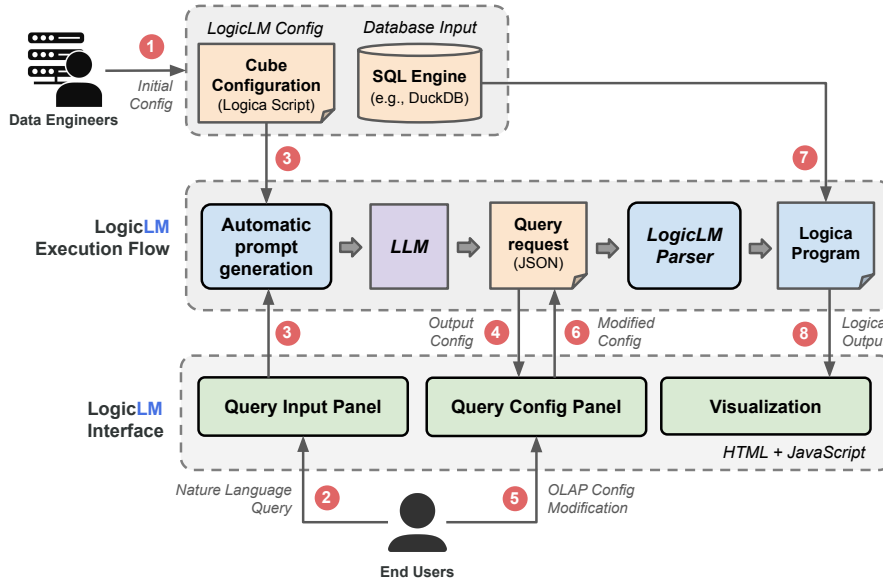 LogicLM Config
Database Input
1
Initial
Config
Data Engineers
Cube
Configuration
(Logica Script)
SQL Engine
(e.g., DuckDB)
3
7
LogicLM
Execution Flow
Automatic
prompt
generation
LLM
Query
request
(JSON)
LogicLM
Parser
Logica
Program
3
Output
Config
4
6
Modified
Config
8
Logica
Output
LogicLM
Interface
Query Input Panel
Query Config Panel
Visualization
HTML + JavaScript
Nature Language
Query
2
5
OLAP Config
Modification
End Users